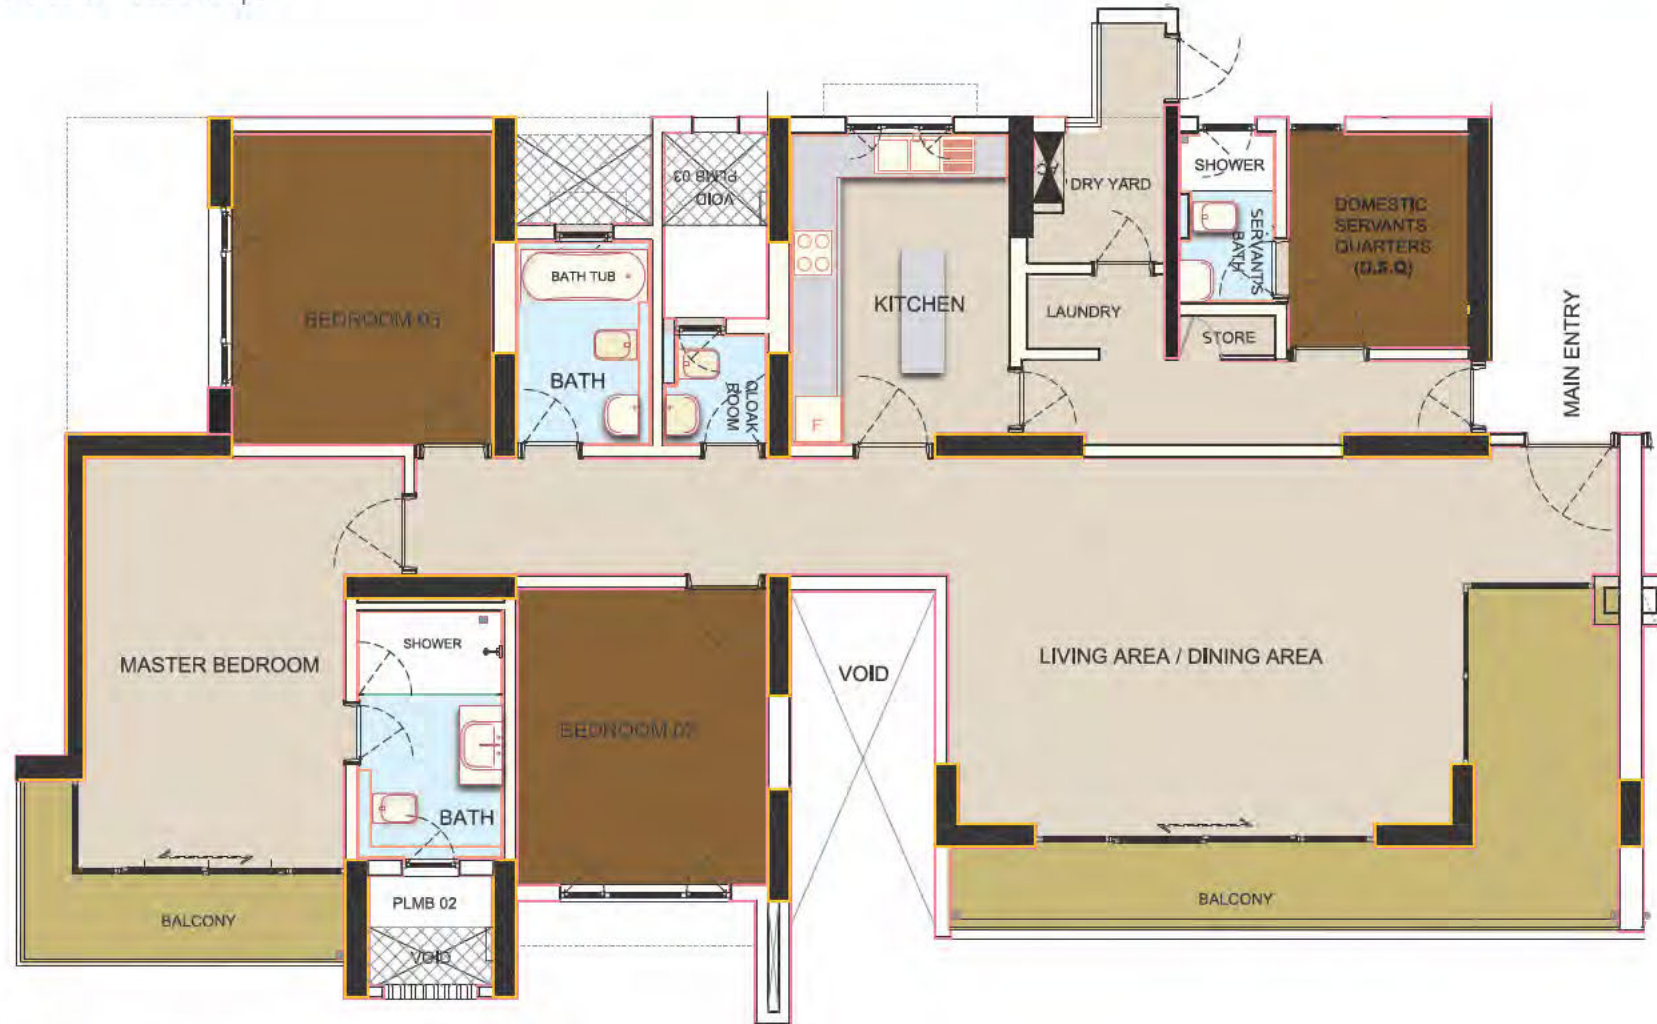 SHOWER
DRY YARD
PLMB 03
VOID
DOMESTIC
SERVANTS
QUARTERS
(D.S.Q)
SERVANT'S
BATH
BATH TUB
KITCHEN
LAUNDRY
STORE
MAIN ENTRY
BEDROOM 03
BATH
CLOAK
ROOM
F
SHOWER
MASTER BEDROOM
LIVING AREA / DINING AREA
VOID
BEDROOM 02
BATH
PLMB 02
BALCONY
BALCONY
VOID